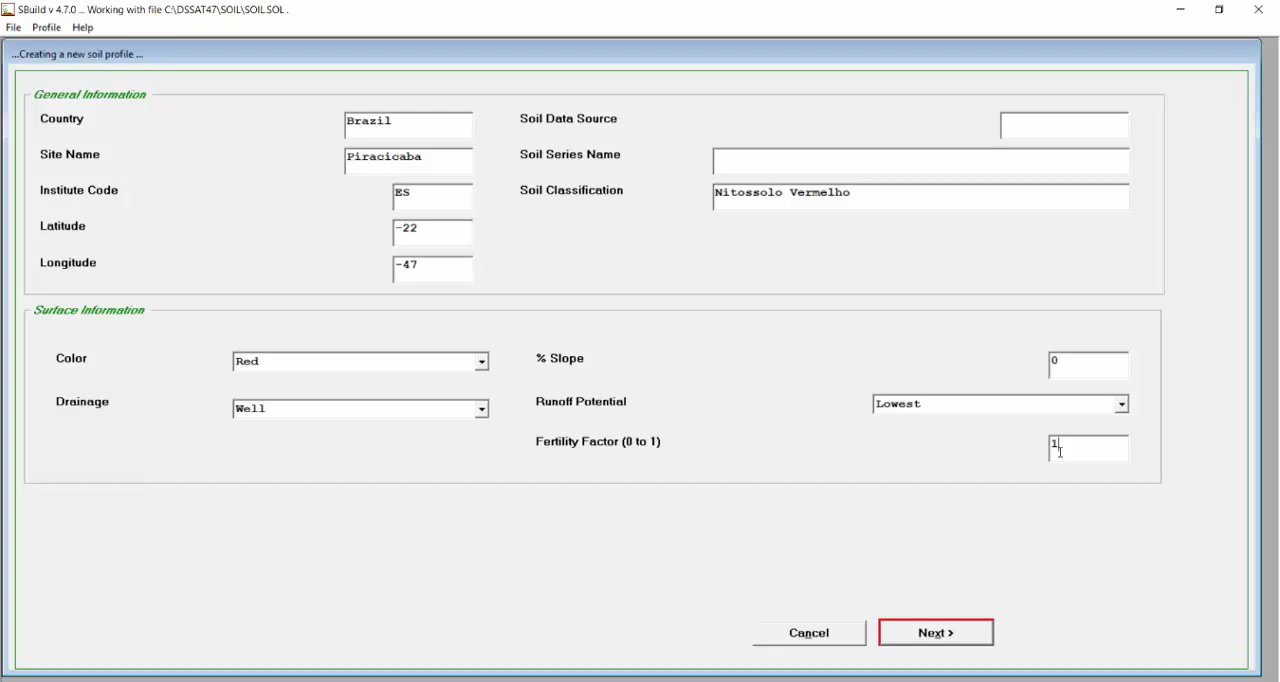 SBuild v 4.7.0 ... Working with file C:\DSSAT47\SOIL\SOIL.SOL .
File Profile Help
...Creating a new soil profile ...
General Information
Country Brazil
Soil Data Source
Site Name Piracicaba
Soil Series Name
Institute Code ES
Soil Classification Nitossolo Vermelho
Latitude -22
Longitude -47
Surface Information
Color Red
% Slope 0
Drainage Well
Runoff Potential Lowest
Fertility Factor (0 to 1) 1
Cancel Next >